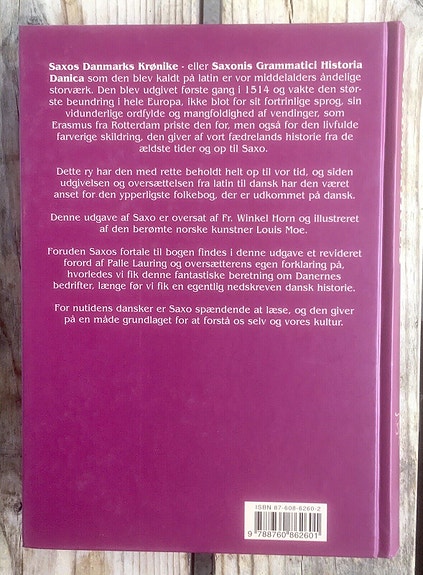 Saxos Danmarks Krønike - eller Saxonis Grammatici Historia
Danica som den blev kaldt på latin er vor middelalders åndelige
storværk. Den blev udgivet første gang i 1514 og vakte den stør-
ste beundring i hele Europa, ikke blot for sit fortrinlige sprog, sin
vidunderlige ordfylde og mangfoldighed af vendinger, som
Erasmus fra Rotterdam priste den for, men også for den livfulde
farverige skildring, den giver af vort fædrelands historie fra de
ældste tider og op til Saxo.
Dette ry har den med rette beholdt helt op til vor tid, og siden
udgivelsen og oversættelsen fra latin til dansk har den været
anset for den ypperligste folkebog, der er udkommet på dansk.
Denne udgave af Saxo er oversat af Fr. Winkel Horn og illustreret
af den berømte norske kunstner Louis Moe.
Foruden Saxos fortale til bogen findes i denne udgave et revideret
forord af Palle Lauring og oversætterens egen forklaring på,
hvorledes vi fik denne fantastiske beretning om Danernes
bedrifter, længe før vi fik en egentlig nedskreven dansk historie.
For nutidens dansker er Saxo spændende at læse, og den giver
på en måde grundlaget for at forstå os selv og vores kultur.
ISBN 87-608-6260-2
9 788760 862601